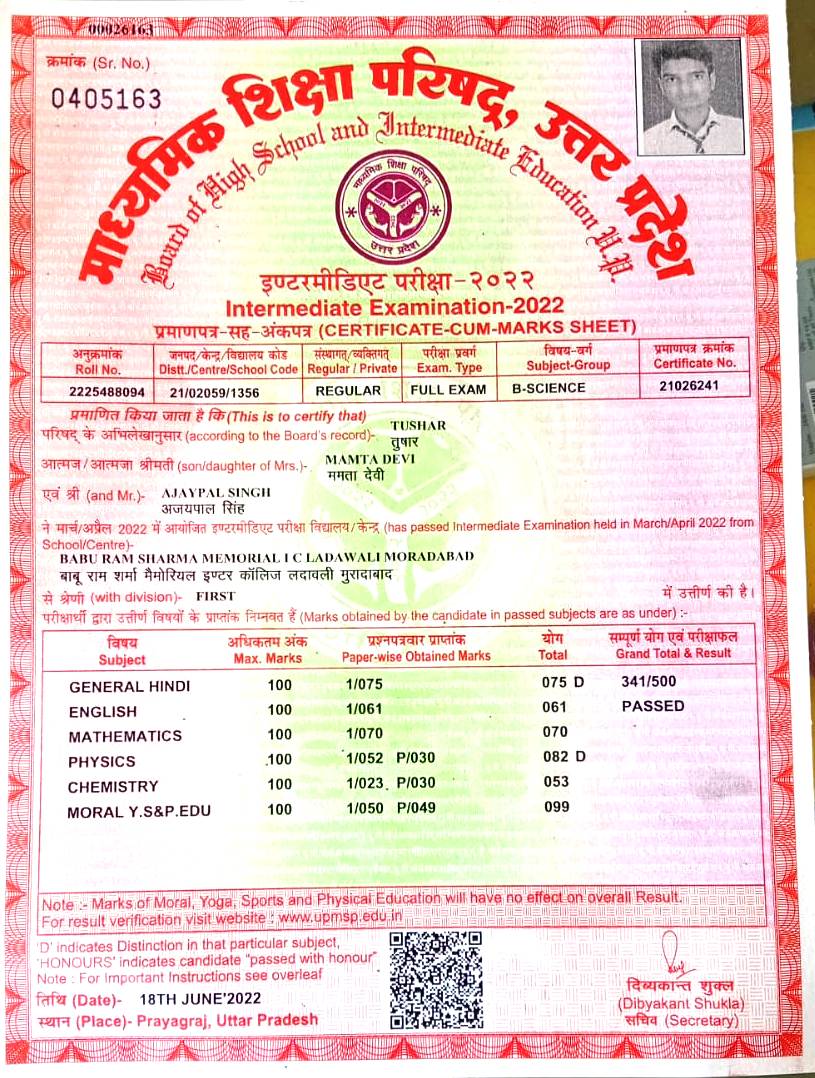 00026163
क्रमांक (Sr. No.)
0405163
माध्यमिक शिक्षा परिषद्, उत्तर प्रदेश
Board of High School and Intermediate Education U.P.
माध्यमिक शिक्षा परिषद्
उत्तर प्रदेश
इण्टरमीडिएट परीक्षा-२०२२
Intermediate Examination-2022
प्रमाणपत्र-सह-अंकपत्र (CERTIFICATE-CUM-MARKS SHEET)
अनुक्रमांक जनपद/केन्द्र/विद्यालय कोड संस्थागत/व्यक्तिगत परीक्षा प्रवर्ग विषय-वर्ग प्रमाणपत्र क्रमांक
Roll No. Distt./Centre/School Code Regular / Private Exam. Type Subject-Group Certificate No.
2225488094 21/02059/1356 REGULAR FULL EXAM B-SCIENCE 21026241
प्रमाणित किया जाता है कि (This is to certify that)
परिषद् के अभिलेखानुसार (according to the Board's record)- TUSHAR
तुषार
आत्मज/आत्मजा श्रीमती (son/daughter of Mrs.)- MAMTA DEVI
ममता देवी
एवं श्री (and Mr.)- AJAYPAL SINGH
अजयपाल सिंह
ने मार्च/अप्रैल 2022 में आयोजित इण्टरमीडिएट परीक्षा विद्यालय/केन्द्र (has passed Intermediate Examination held in March/April 2022 from
School/Centre)-
BABU RAM SHARMA MEMORIAL I C LADAWALI MORADABAD
बाबू राम शर्मा मैमोरियल इण्टर कॉलिज लदावली मुरादाबाद
से श्रेणी (with division)- FIRST में उत्तीर्ण की है।
परीक्षार्थी द्वारा उत्तीर्ण विषयों के प्राप्तांक निम्नवत हैं (Marks obtained by the candidate in passed subjects are as under) :-
विषय अधिकतम अंक प्रश्नपत्रवार प्राप्तांक योग सम्पूर्ण योग एवं परीक्षाफल
Subject Max. Marks Paper-wise Obtained Marks Total Grand Total & Result
GENERAL HINDI 100 1/075 075 D 341/500
ENGLISH 100 1/061 061 PASSED
MATHEMATICS 100 1/070 070
PHYSICS 100 1/052 P/030 082 D
CHEMISTRY 100 1/023 P/030 053
MORAL Y.S&P.EDU 100 1/050 P/049 099
Note :- Marks of Moral, Yoga, Sports and Physical Education will have no effect on overall Result.
For result verification visit website : www.upmsp.edu.in
'D' indicates Distinction in that particular subject,
'HONOURS' indicates candidate "passed with honour"
Note : For Important Instructions see overleaf
तिथि (Date)- 18TH JUNE'2022
स्थान (Place)- Prayagraj, Uttar Pradesh
दिव्यकान्त शुक्ल
(Dibyakant Shukla)
सचिव (Secretary)